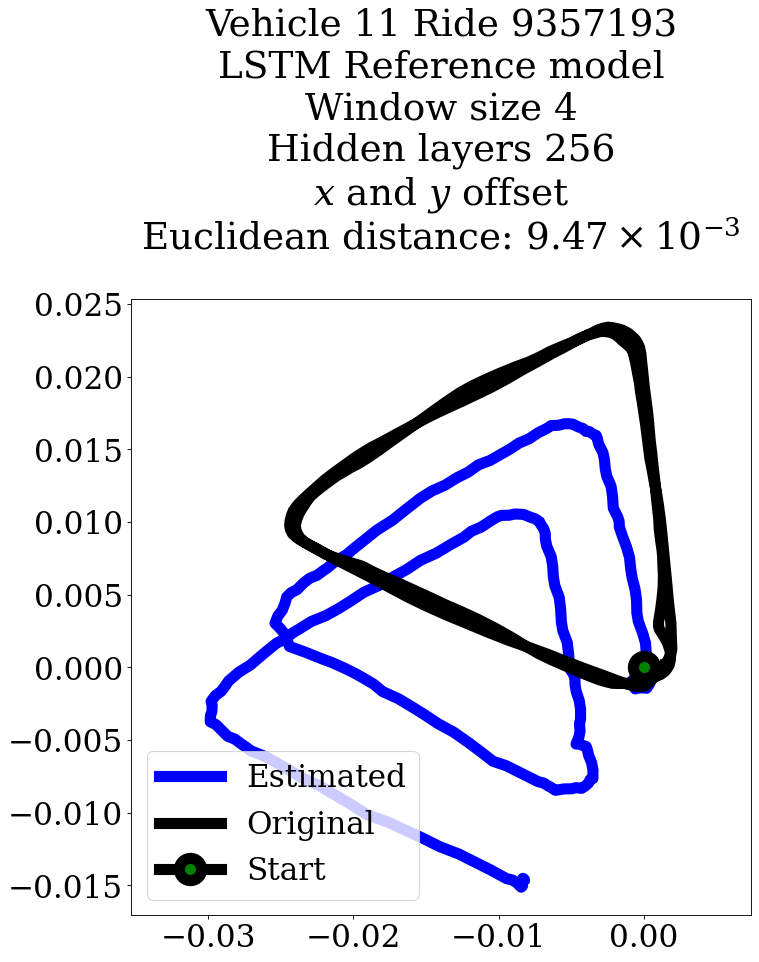 Vehicle 11 Ride 9357193
LSTM Reference model
Window size 4
Hidden layers 256
x and y offset
Euclidean distance: 9.47 × 10⁻³
0.025
0.020
0.015
0.010
0.005
0.000
−0.005
−0.010
−0.015
Estimated
Original
Start
−0.03
−0.02
−0.01
0.00